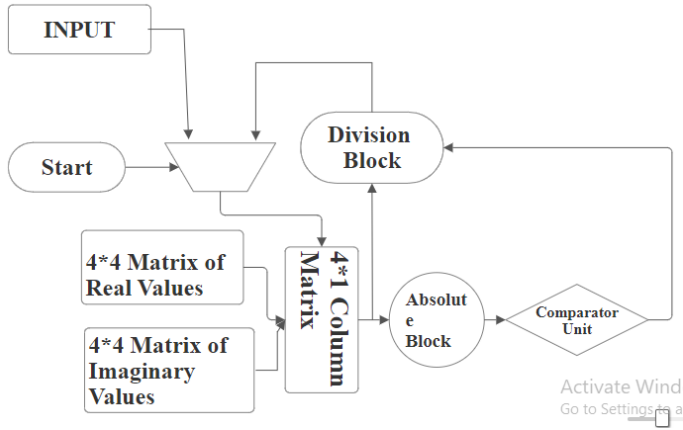 INPUT
Division
Block
Start
4*4 Matrix of
Real Values
4*1 Column
Matrix
4*4 Matrix of
Imaginary
Values
Absolut
e
Block
Comparator
Unit
Activate Wind
Go to Settings to a